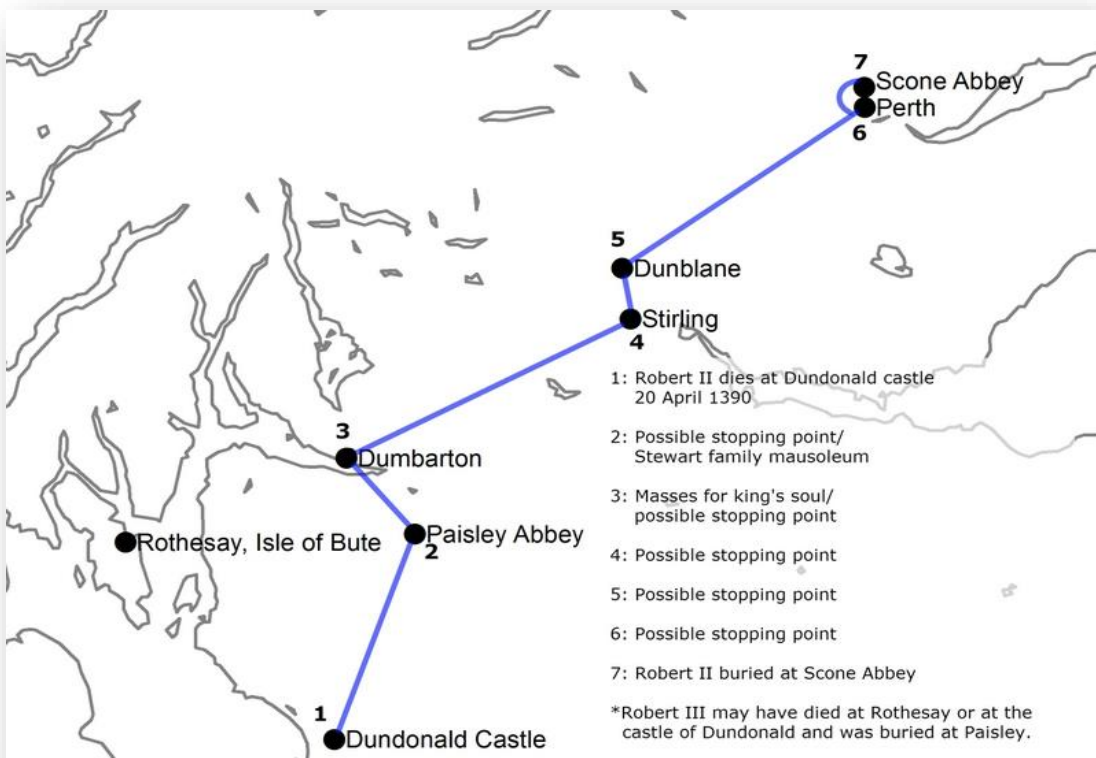 7
Scone Abbey
Perth
6
5
Dunblane
Stirling
4
1: Robert II dies at Dundonald castle
20 April 1390
3
2: Possible stopping point/
Stewart family mausoleum
Dumbarton
3: Masses for king's soul/
possible stopping point
Rothesay, Isle of Bute
Paisley Abbey
2
4: Possible stopping point
5: Possible stopping point
6: Possible stopping point
7: Robert II buried at Scone Abbey
1
Dundonald Castle
*Robert III may have died at Rothesay or at the
castle of Dundonald and was buried at Paisley.